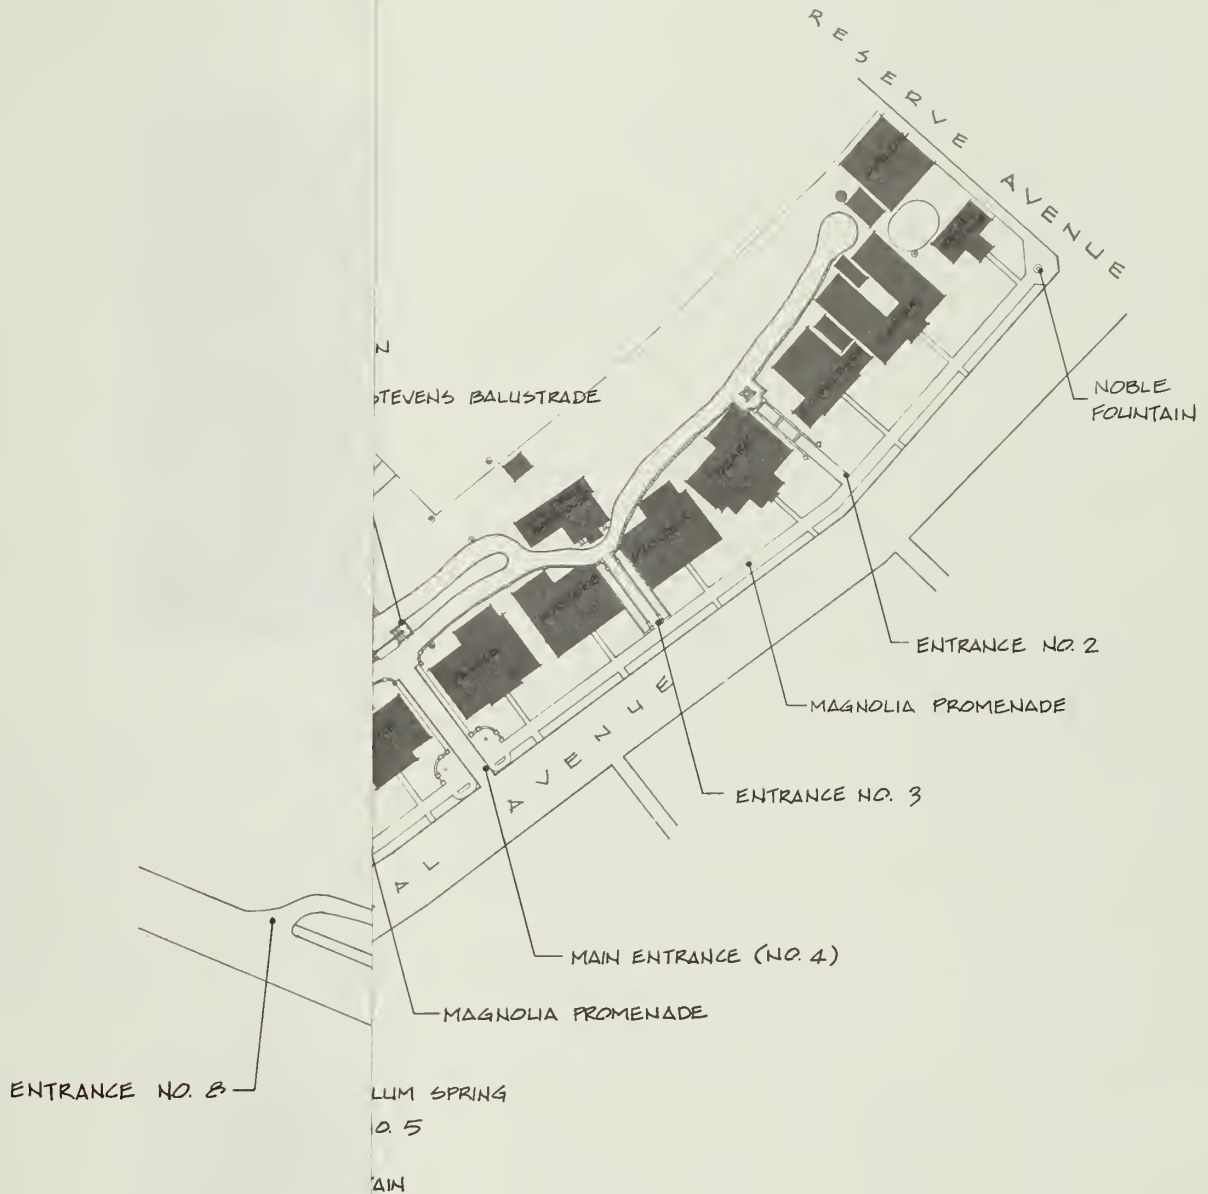 RESERVE AVENUE
N
STEVENS BALUSTRADE
NOBLE
FOUNTAIN
ENTRANCE NO. 2
MAGNOLIA PROMENADE
ENTRANCE NO. 3
AL AVENUE
MAIN ENTRANCE (NO. 4)
MAGNOLIA PROMENADE
ENTRANCE NO. 8
LUM SPRING
O. 5
AIN